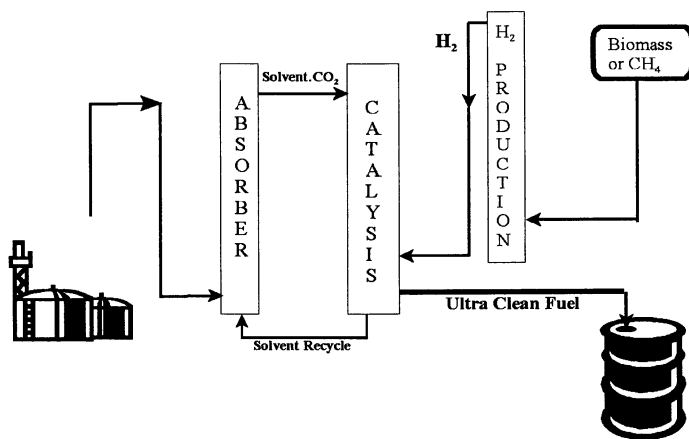 H₂
H₂
PRODUCTION
Biomass
or CH₄
Solvent.CO₂
ABSORBER
CATALYSIS
Ultra Clean Fuel
Solvent Recycle